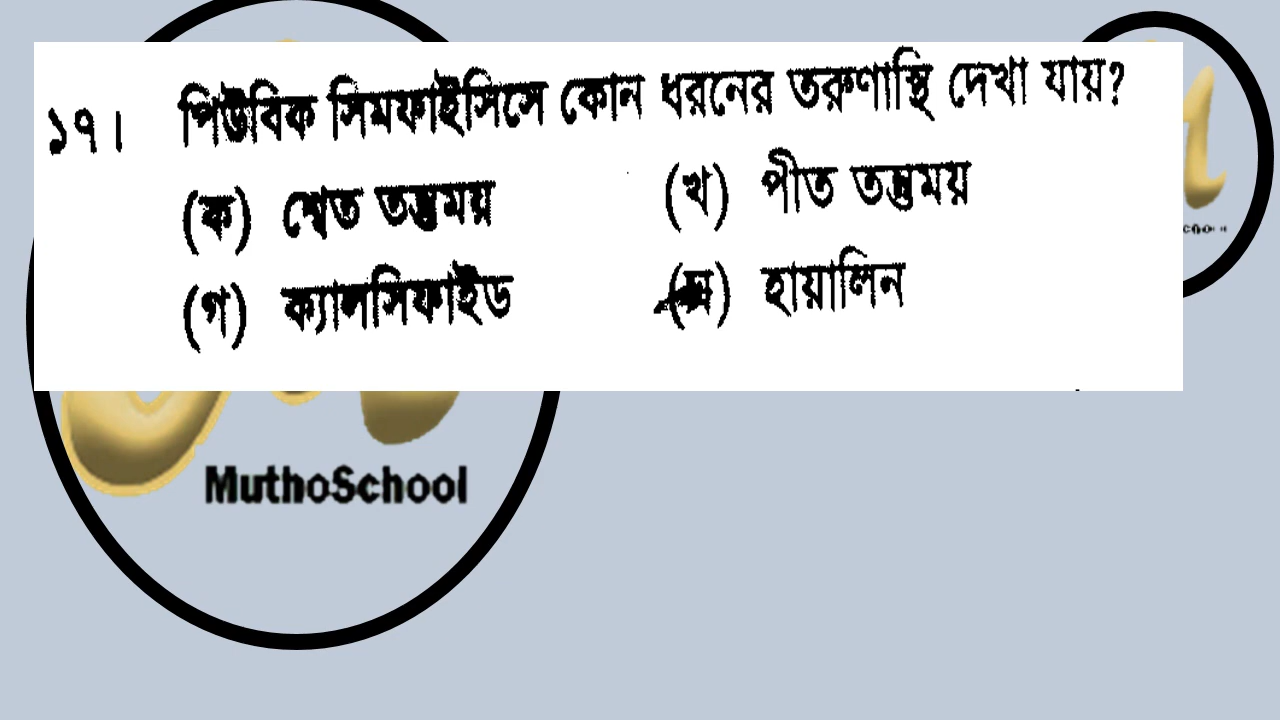 ১৭। পিউবিক সিমফাইসিসে কোন ধরনের তরুণাস্থি দেখা যায়?
(ক) শ্বেত তন্তুময় (খ) পীত তন্তুময়
(গ) ক্যালসিফাইড (ঘ) হায়ালিন
MuthoSchool